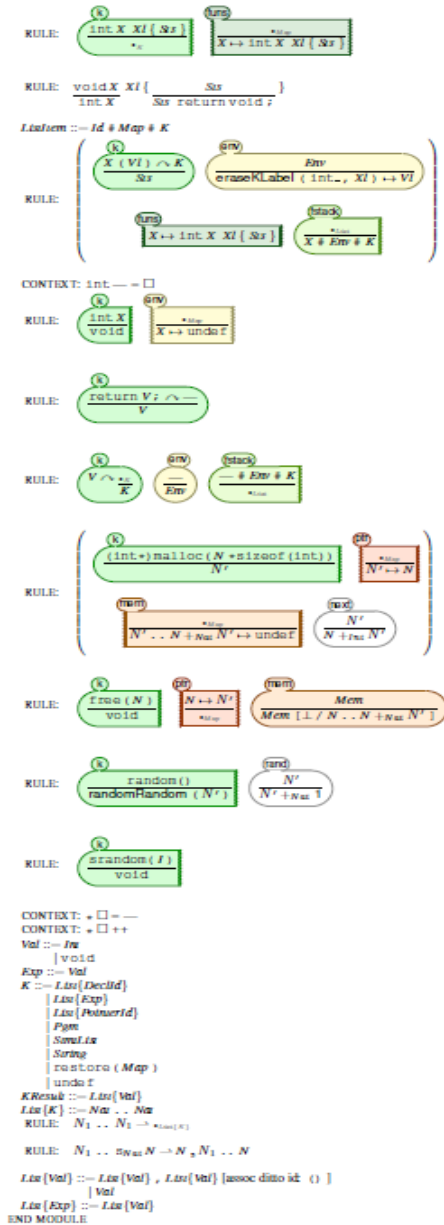 k funs
RULE: int X Xl { Sts } •Map
•K X ↦ int X Xl { Sts }
RULE: void X Xl { Sts }
int X Sts return void ;
ListItem ::= Id * Map * K
k env
X ( Vl ) ↷ K Env
Sts eraseKLabel ( int_ , Xl ) ↦ Vl
RULE:
funs fstack
X ↦ int X Xl { Sts } •List
X * Env * K
CONTEXT: int — = □
k env
RULE: int X •Map
void X ↦ undef
k
RULE: return V ; ↷ —
V
k env fstack
RULE: V ↷ •K — — * Env * K
K Env •List
k ptr
(int*)malloc(N *sizeof(int)) •Map
N' N' ↦ N
RULE:
mem next
•Map N'
N' . . N +Nat N' ↦ undef N +Int N'
k ptr mem
RULE: free ( N ) N ↦ N' Mem
void •Map Mem [ ⊥ / N . . N +Nat N' ]
k rand
RULE: random() N'
randomRandom ( N' ) N' +Nat 1
k
RULE: srandom( I )
void
CONTEXT: * □ = —
CONTEXT: * □ ++
Val ::= Int
| void
Exp ::= Val
K ::= List{DeclId}
| List{Exp}
| List{PointerId}
| Pgm
| StmtList
| String
| restore ( Map )
| undef
KResult ::= List{Val}
List{K} ::= Nat . . Nat
RULE: N1 . . N1 ⇀ •List{K}
RULE: N1 . . sNat N ⇀ N , N1 . . N
List{Val} ::= List{Val} , List{Val} [assoc ditto id: () ]
| Val
List{Exp} ::= List{Val}
END MODULE